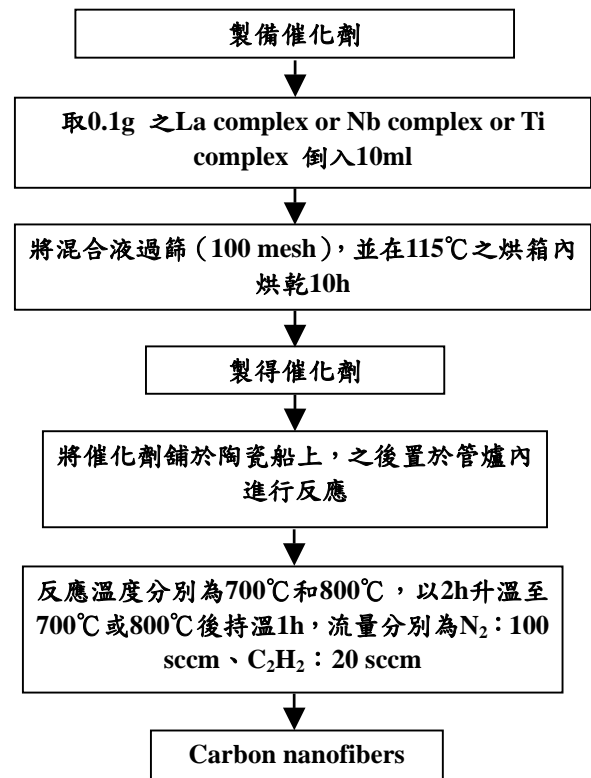 製備催化劑
取0.1g 之La complex or Nb complex or Ti
complex 倒入10ml
將混合液過篩（100 mesh），並在115℃之烘箱內
烘乾10h
製得催化劑
將催化劑舖於陶瓷船上，之後置於管爐內
進行反應
反應溫度分別為700℃和800℃，以2h升溫至
700℃或800℃後持溫1h，流量分別為N₂：100
sccm、C₂H₂：20 sccm
Carbon nanofibers